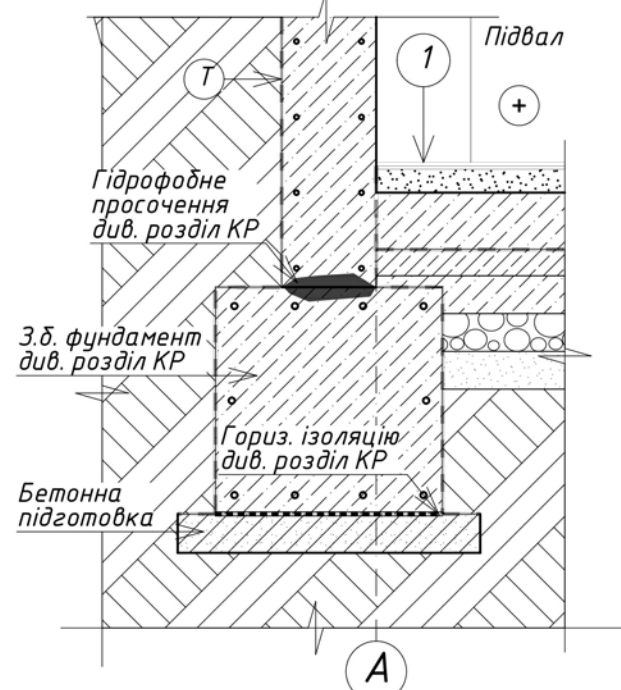 Підвал
1
Т
+
Гідрофобне
просочення
див. розділ КР
З.б. фундамент
див. розділ КР
Гориз. ізоляцію
див. розділ КР
Бетонна
підготовка
А